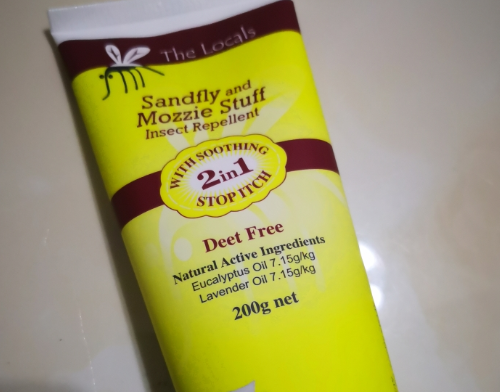 The Locals
Sandfly and
Mozzie Stuff
Insect Repellent
WITH SOOTHING
2in1
STOP ITCH
Deet Free
Natural Active Ingredients
Eucalyptus Oil 7.15g/kg
Lavender Oil 7.15g/kg
200g net